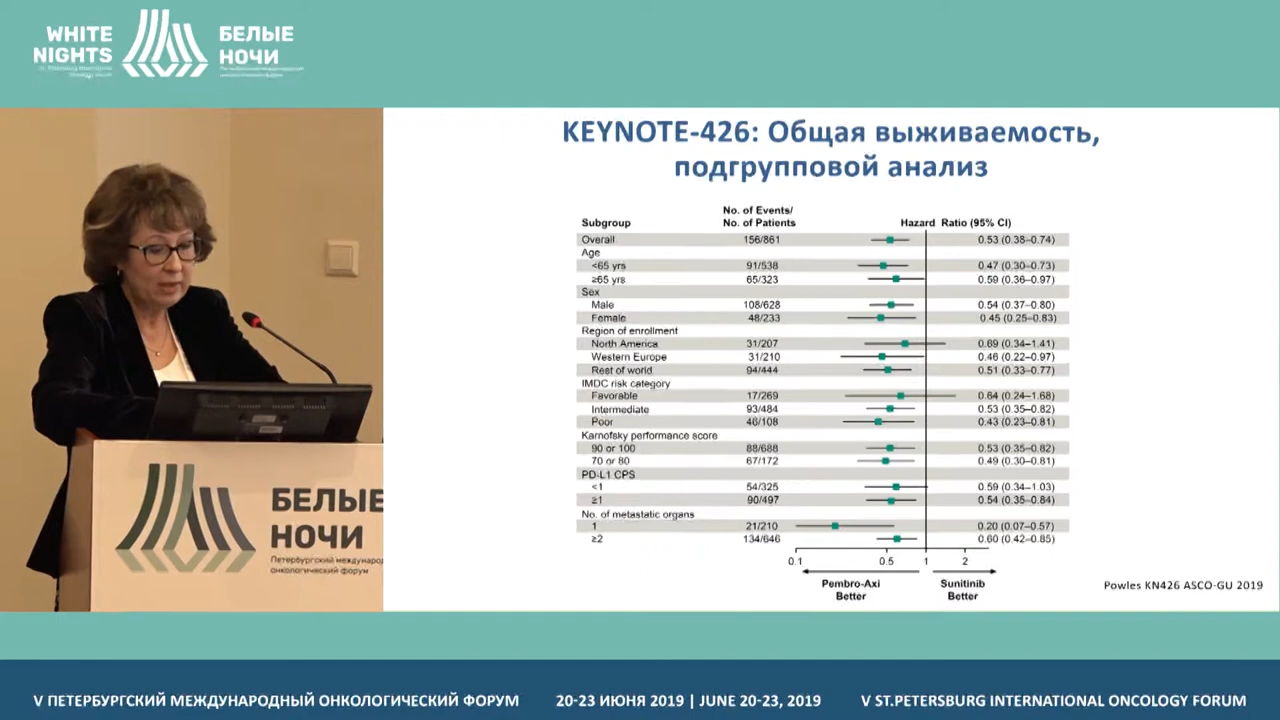 WHITE
NIGHTS
St. Petersburg International
Oncology Forum
БЕЛЫЕ
НОЧИ
Петербургский международный
онкологический форум
KEYNOTE-426: Общая выживаемость,
подгрупповой анализ
No. of Events/
Subgroup No. of Patients Hazard Ratio (95% CI)
Overall 156/861 0.53 (0.38–0.74)
Age
<65 yrs 91/538 0.47 (0.30–0.73)
≥65 yrs 65/323 0.59 (0.36–0.97)
Sex
Male 108/628 0.54 (0.37–0.80)
Female 48/233 0.45 (0.25–0.83)
Region of enrollment
North America 31/207 0.69 (0.34–1.41)
Western Europe 31/210 0.46 (0.22–0.97)
Rest of world 94/444 0.51 (0.33–0.77)
IMDC risk category
Favorable 17/269 0.64 (0.24–1.68)
Intermediate 93/484 0.53 (0.35–0.82)
Poor 46/108 0.43 (0.23–0.81)
Karnofsky performance score
90 or 100 88/688 0.53 (0.35–0.82)
70 or 80 67/172 0.49 (0.30–0.81)
PD-L1 CPS
<1 54/325 0.59 (0.34–1.03)
≥1 90/497 0.54 (0.35–0.84)
No. of metastatic organs
1 21/210 0.20 (0.07–0.57)
≥2 134/646 0.60 (0.42–0.85)
0.1 0.5 1 2
Pembro-Axi Sunitinib
Better Better
Powles KN426 ASCO-GU 2019
БЕЛЫЕ
НОЧИ
Петербургский междунаро
онкологический форум
V ПЕТЕРБУРГСКИЙ МЕЖДУНАРОДНЫЙ ОНКОЛОГИЧЕСКИЙ ФОРУМ 20-23 ИЮНЯ 2019 | JUNE 20-23, 2019 V ST.PETERSBURG INTERNATIONAL ONCOLOGY FORUM